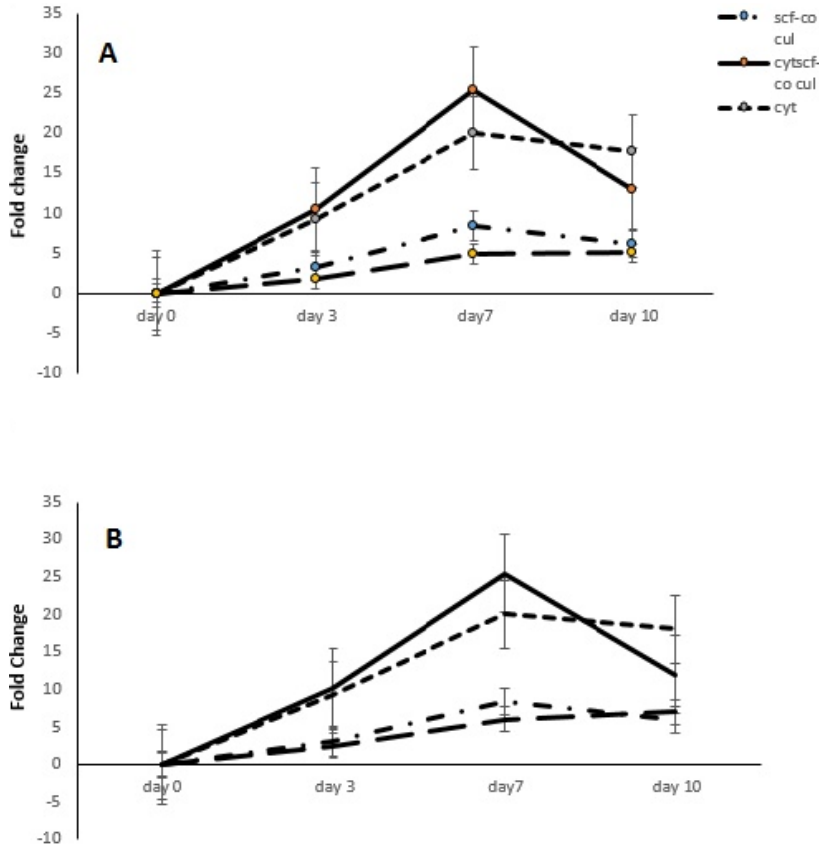 35
30
25
20
15
10
5
0
-5
-10
Fold change
A
day 0
day 3
day7
day 10
scf-co
cul
cytscf-
co cul
cyt
35
30
25
20
15
10
5
0
-5
-10
Fold Change
B
day 0
day 3
day7
day 10